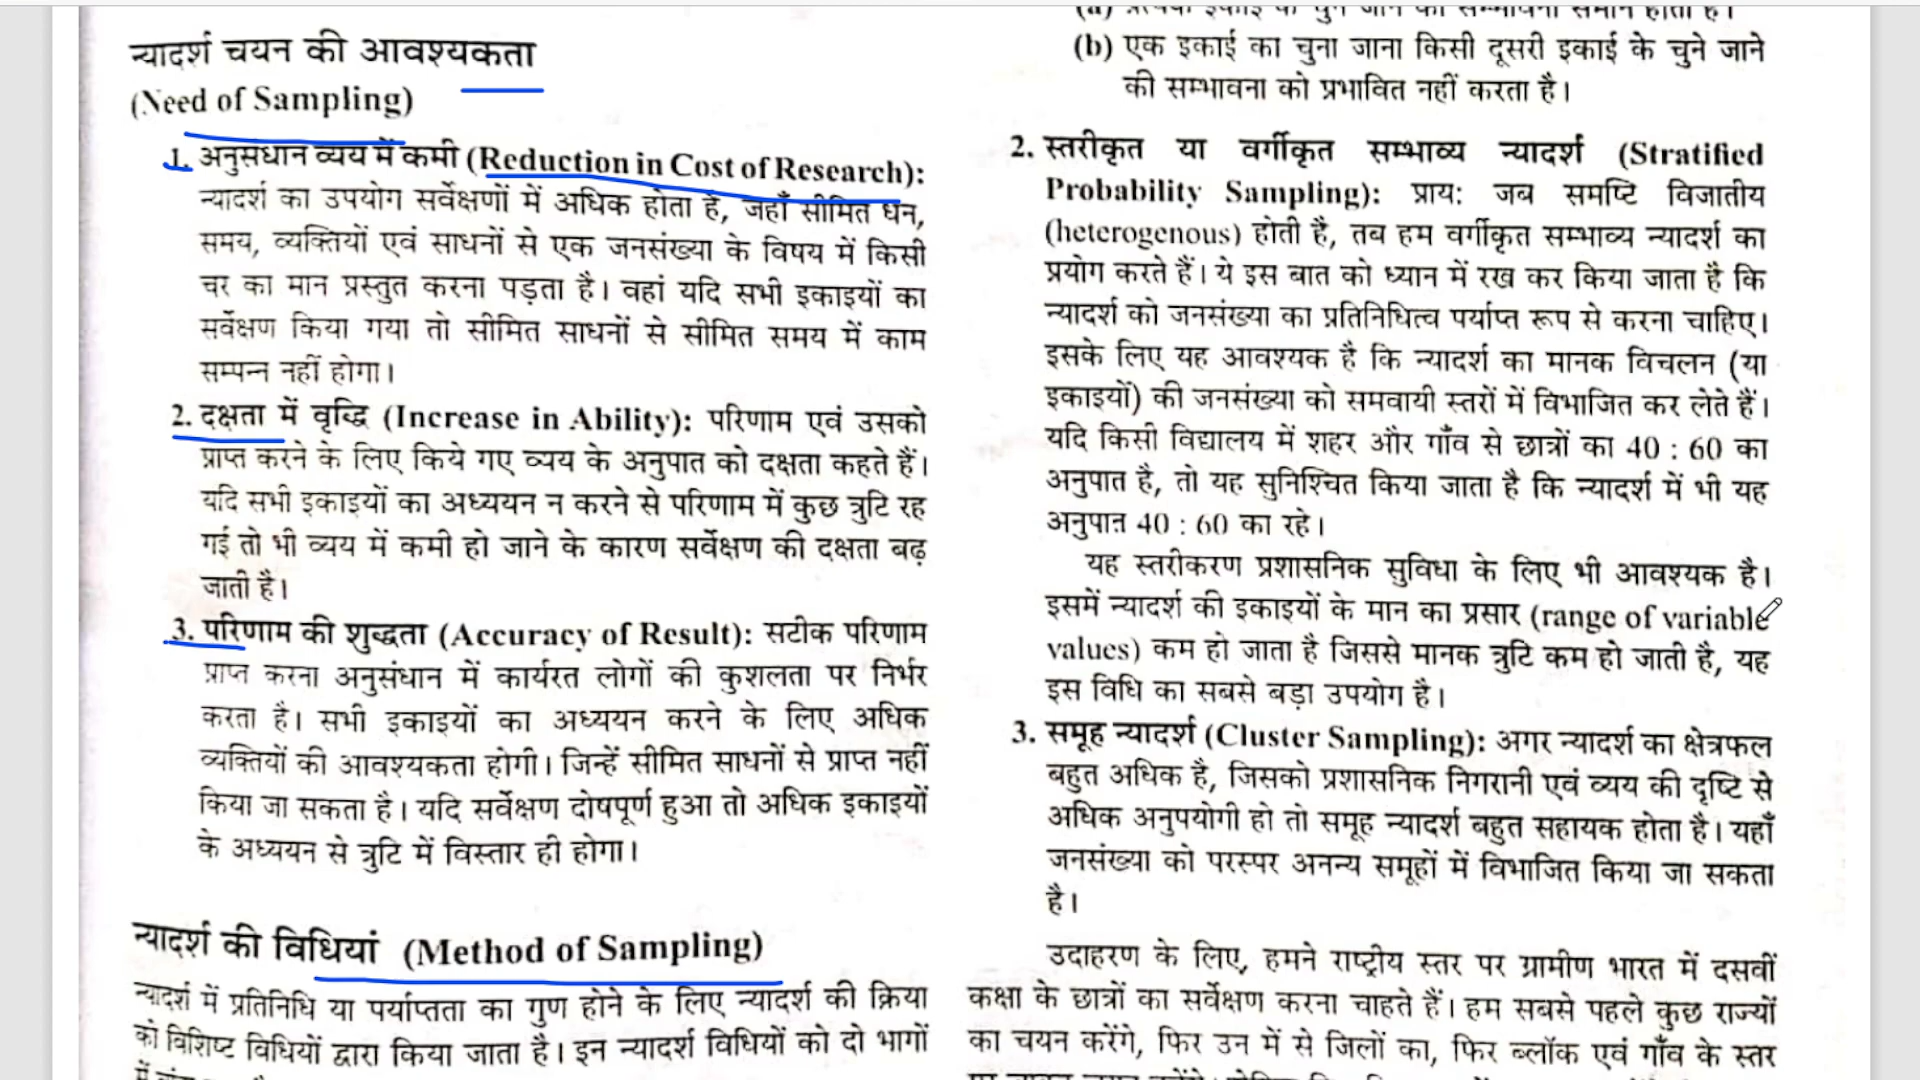 न्यादर्श चयन की आवश्यकता
(Need of Sampling)
1. अनुसंधान व्यय में कमी (Reduction in Cost of Research):
न्यादर्श का उपयोग सर्वेक्षणों में अधिक होता है, जहाँ सीमित धन,
समय, व्यक्तियों एवं साधनों से एक जनसंख्या के विषय में किसी
चर का मान प्रस्तुत करना पड़ता है। वहां यदि सभी इकाइयों का
सर्वेक्षण किया गया तो सीमित साधनों से सीमित समय में काम
सम्पन्न नहीं होगा।
2. दक्षता में वृद्धि (Increase in Ability): परिणाम एवं उसको
प्राप्त करने के लिए किये गए व्यय के अनुपात को दक्षता कहते हैं।
यदि सभी इकाइयों का अध्ययन न करने से परिणाम में कुछ त्रुटि रह
गई तो भी व्यय में कमी हो जाने के कारण सर्वेक्षण की दक्षता बढ़
जाती है।
3. परिणाम की शुद्धता (Accuracy of Result): सटीक परिणाम
प्राप्त करना अनुसंधान में कार्यरत लोगों की कुशलता पर निर्भर
करता है। सभी इकाइयों का अध्ययन करने के लिए अधिक
व्यक्तियों की आवश्यकता होगी। जिन्हें सीमित साधनों से प्राप्त नहीं
किया जा सकता है। यदि सर्वेक्षण दोषपूर्ण हुआ तो अधिक इकाइयों
के अध्ययन से त्रुटि में विस्तार ही होगा।
न्यादर्श की विधियां (Method of Sampling)
न्यादर्श में प्रतिनिधि या पर्याप्तता का गुण होने के लिए न्यादर्श की क्रिया
को विशिष्ट विधियों द्वारा किया जाता है। इन न्यादर्श विधियों को दो भागों
(a) प्रत्येक इकाई के चुने जाने की सम्भावना समान होती है।
(b) एक इकाई का चुना जाना किसी दूसरी इकाई के चुने जाने
की सम्भावना को प्रभावित नहीं करता है।
2. स्तरीकृत या वर्गीकृत सम्भाव्य न्यादर्श (Stratified
Probability Sampling): प्राय: जब समष्टि विजातीय
(heterogenous) होती है, तब हम वर्गीकृत सम्भाव्य न्यादर्श का
प्रयोग करते हैं। ये इस बात को ध्यान में रख कर किया जाता है कि
न्यादर्श को जनसंख्या का प्रतिनिधित्व पर्याप्त रूप से करना चाहिए।
इसके लिए यह आवश्यक है कि न्यादर्श का मानक विचलन (या
इकाइयों) की जनसंख्या को समवायी स्तरों में विभाजित कर लेते हैं।
यदि किसी विद्यालय में शहर और गाँव से छात्रों का 40 : 60 का
अनुपात है, तो यह सुनिश्चित किया जाता है कि न्यादर्श में भी यह
अनुपात 40 : 60 का रहे।
यह स्तरीकरण प्रशासनिक सुविधा के लिए भी आवश्यक है।
इसमें न्यादर्श की इकाइयों के मान का प्रसार (range of variable
values) कम हो जाता है जिससे मानक त्रुटि कम हो जाती है, यह
इस विधि का सबसे बड़ा उपयोग है।
3. समूह न्यादर्श (Cluster Sampling): अगर न्यादर्श का क्षेत्रफल
बहुत अधिक है, जिसको प्रशासनिक निगरानी एवं व्यय की दृष्टि से
अधिक अनुपयोगी हो तो समूह न्यादर्श बहुत सहायक होता है। यहाँ
जनसंख्या को परस्पर अनन्य समूहों में विभाजित किया जा सकता
है।
उदाहरण के लिए, हमने राष्ट्रीय स्तर पर ग्रामीण भारत में दसवीं
कक्षा के छात्रों का सर्वेक्षण करना चाहते हैं। हम सबसे पहले कुछ राज्यों
का चयन करेंगे, फिर उन में से जिलों का, फिर ब्लॉक एवं गाँव के स्तर